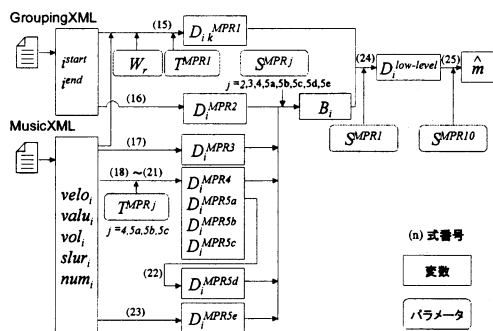 GroupingXML
i^start
i^end
(15)
D_i k^MPR1
W_r
T^MPR1
S^MPRj
j=2,3,4,5a,5b,5c,5d,5e
(16)
D_i^MPR2
B_i
(24)
D_i^low-level
(25)
m̂
S^MPR1
S^MPR10
MusicXML
velo_i
valu_i
vol_i
slur_i
num_i
(17)
D_i^MPR3
(18) ~(21)
T^MPRj
j=4,5a,5b,5c
D_i^MPR4
D_i^MPR5a
D_i^MPR5b
D_i^MPR5c
(22)
D_i^MPR5d
(23)
D_i^MPR5e
(n) 式番号
変数
パラメータ